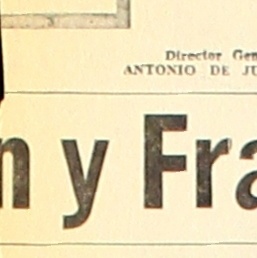 Director Gen
ANTONIO DE JU
n y Fra